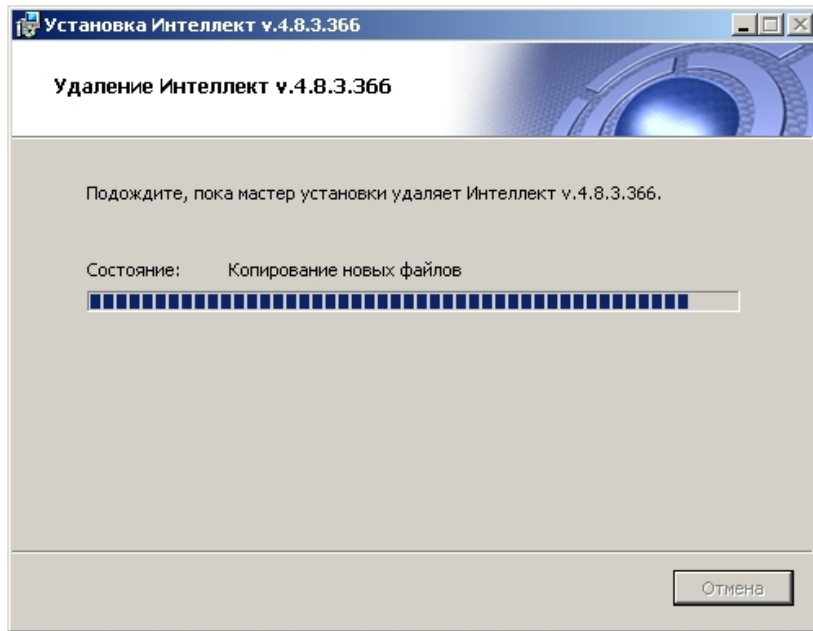 Установка Интеллект v.4.8.3.366
Удаление Интеллект v.4.8.3.366
Подождите, пока мастер установки удаляет Интеллект v.4.8.3.366.
Состояние: Копирование новых файлов
Отмена